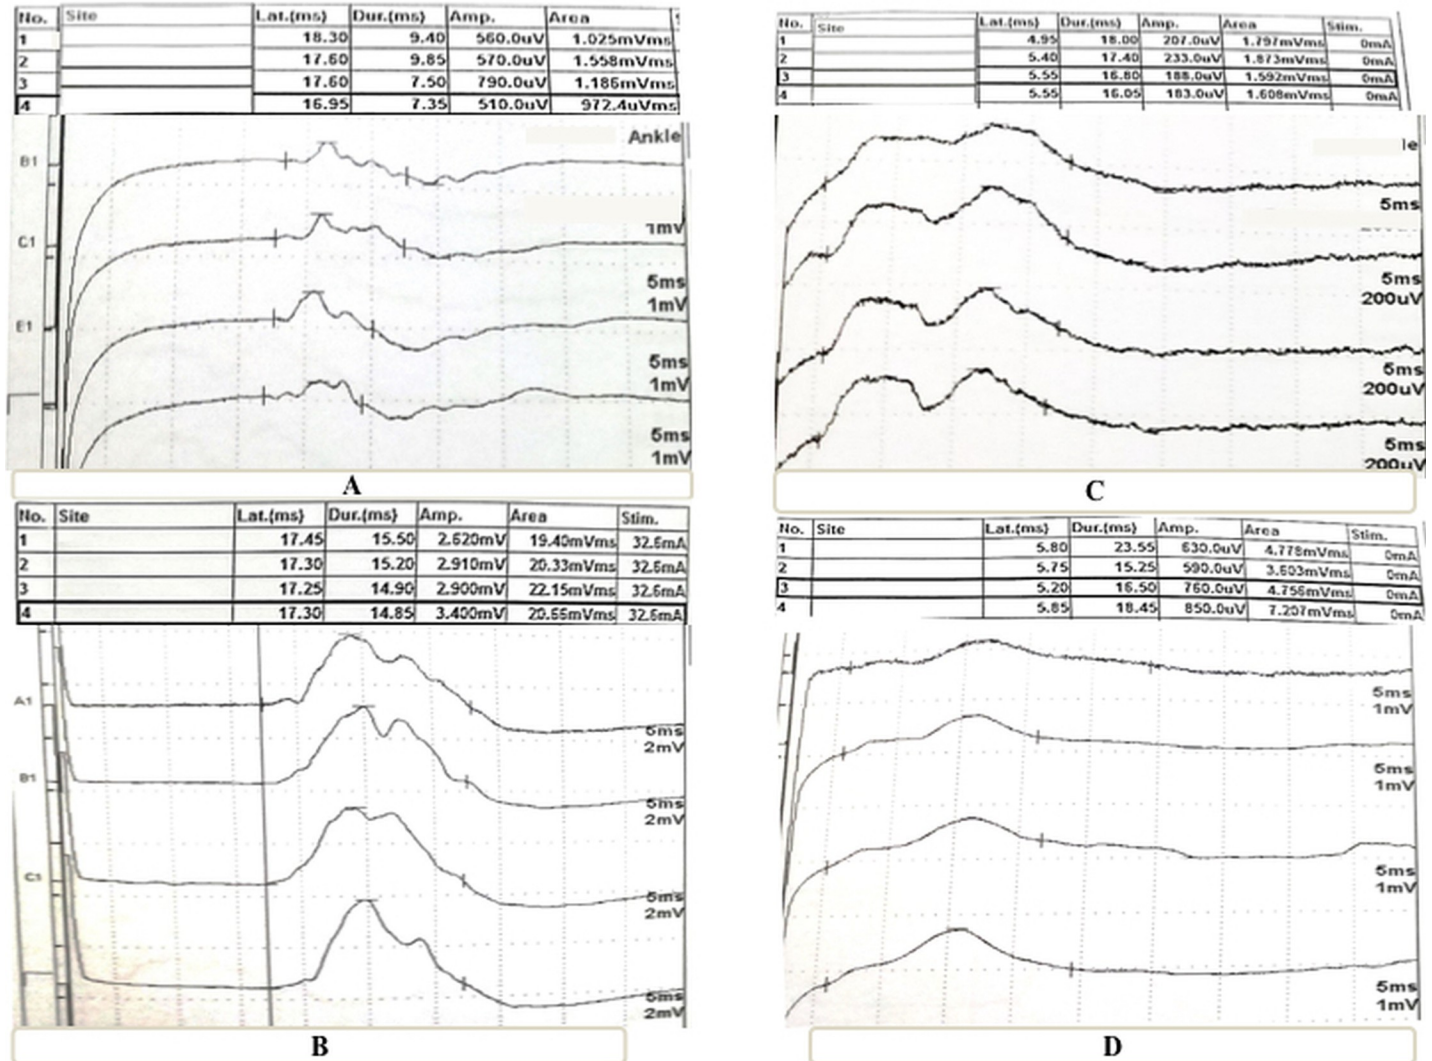 No. Site Lat.(ms) Dur.(ms) Amp. Area
1 18.30 9.40 560.0uV 1.025mVms
2 17.60 9.85 570.0uV 1.558mVms
3 17.60 7.50 790.0uV 1.186mVms
4 16.95 7.35 510.0uV 972.4uVms
Ankle
B1
1mV
C1
5ms
1mV
E1
5ms
1mV
5ms
1mV
A
No. Site Lat.(ms) Dur.(ms) Amp. Area Stim.
1 4.95 18.00 207.0uV 1.797mVms 0mA
2 5.40 17.40 233.0uV 1.873mVms 0mA
3 5.55 16.80 188.0uV 1.592mVms 0mA
4 5.55 16.05 183.0uV 1.608mVms 0mA
le
5ms
5ms
200uV
5ms
200uV
5ms
200uV
C
No. Site Lat.(ms) Dur.(ms) Amp. Area Stim.
1 17.45 15.50 2.620mV 19.40mVms 32.6mA
2 17.30 15.20 2.910mV 20.33mVms 32.6mA
3 17.25 14.90 2.900mV 22.15mVms 32.6mA
4 17.30 14.85 3.400mV 20.55mVms 32.6mA
A1
5ms
2mV
B1
5ms
2mV
C1
5ms
2mV
5ms
2mV
B
No. Site Lat.(ms) Dur.(ms) Amp. Area Stim.
1 5.80 23.55 630.0uV 4.778mVms 0mA
2 5.75 15.25 590.0uV 3.603mVms 0mA
3 5.20 16.50 760.0uV 4.756mVms 0mA
4 5.85 18.45 850.0uV 7.207mVms 0mA
5ms
1mV
5ms
1mV
5ms
1mV
5ms
1mV
D